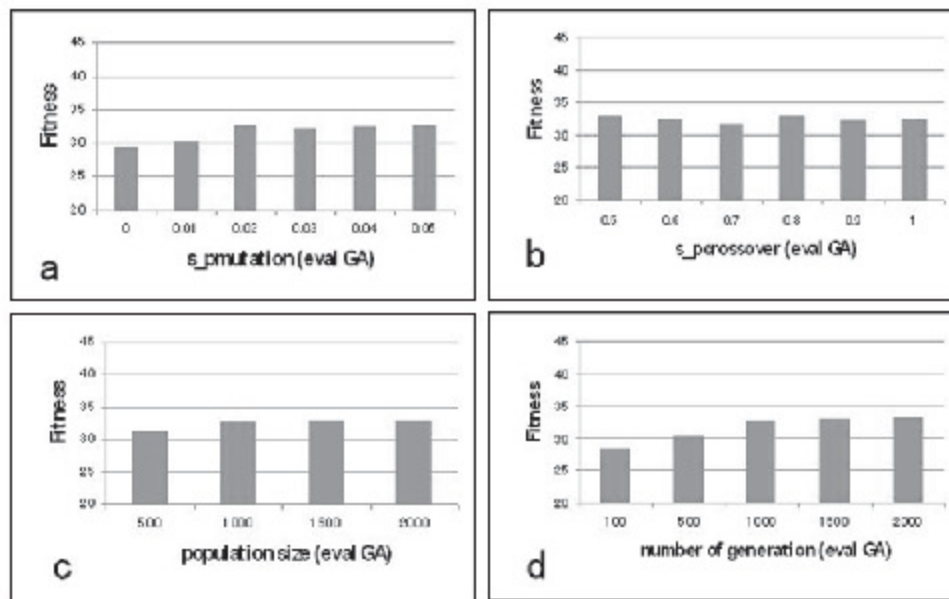 45
40
35
30
25
20
Fitness
0 0.01 0.02 0.03 0.04 0.05
s_pmutation (eval GA)
a
45
40
35
30
25
20
Fitness
0.5 0.6 0.7 0.8 0.9 1
s_pcrossover (eval GA)
b
45
40
35
30
25
20
Fitness
500 1000 1500 2000
population size (eval GA)
c
45
40
35
30
25
20
Fitness
100 500 1000 1500 2000
number of generation (eval GA)
d